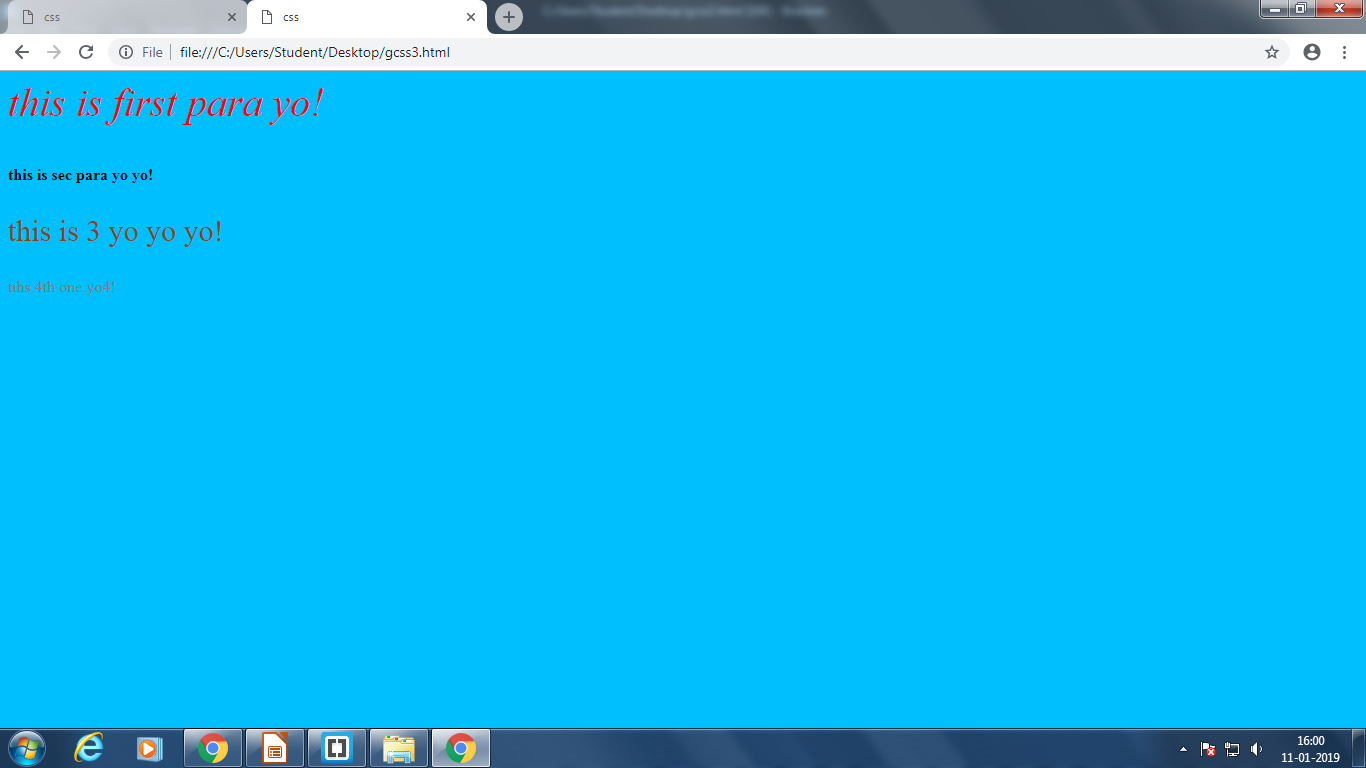 css
css
File
file:///C:/Users/Student/Desktop/gcss3.html
this is first para yo!
this is sec para yo yo!
this is 3 yo yo yo!
tihs 4th one yo4!
16:00
11-01-2019